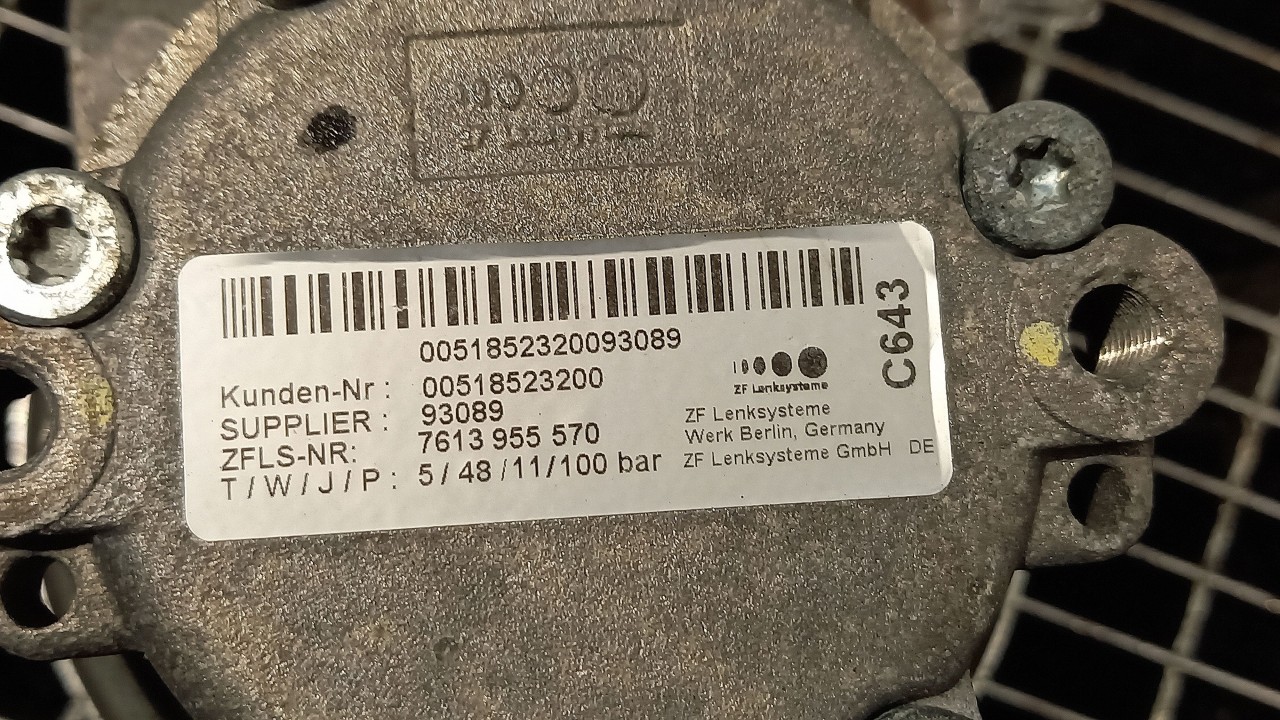 0051852320093089
Kunden-Nr : 00518523200
SUPPLIER : 93089
ZFLS-NR: 7613 955 570
T / W / J / P : 5 / 48 / 11 / 100 bar
C643
ZF Lenksysteme
ZF Lenksysteme
Werk Berlin, Germany
ZF Lenksysteme GmbH DE